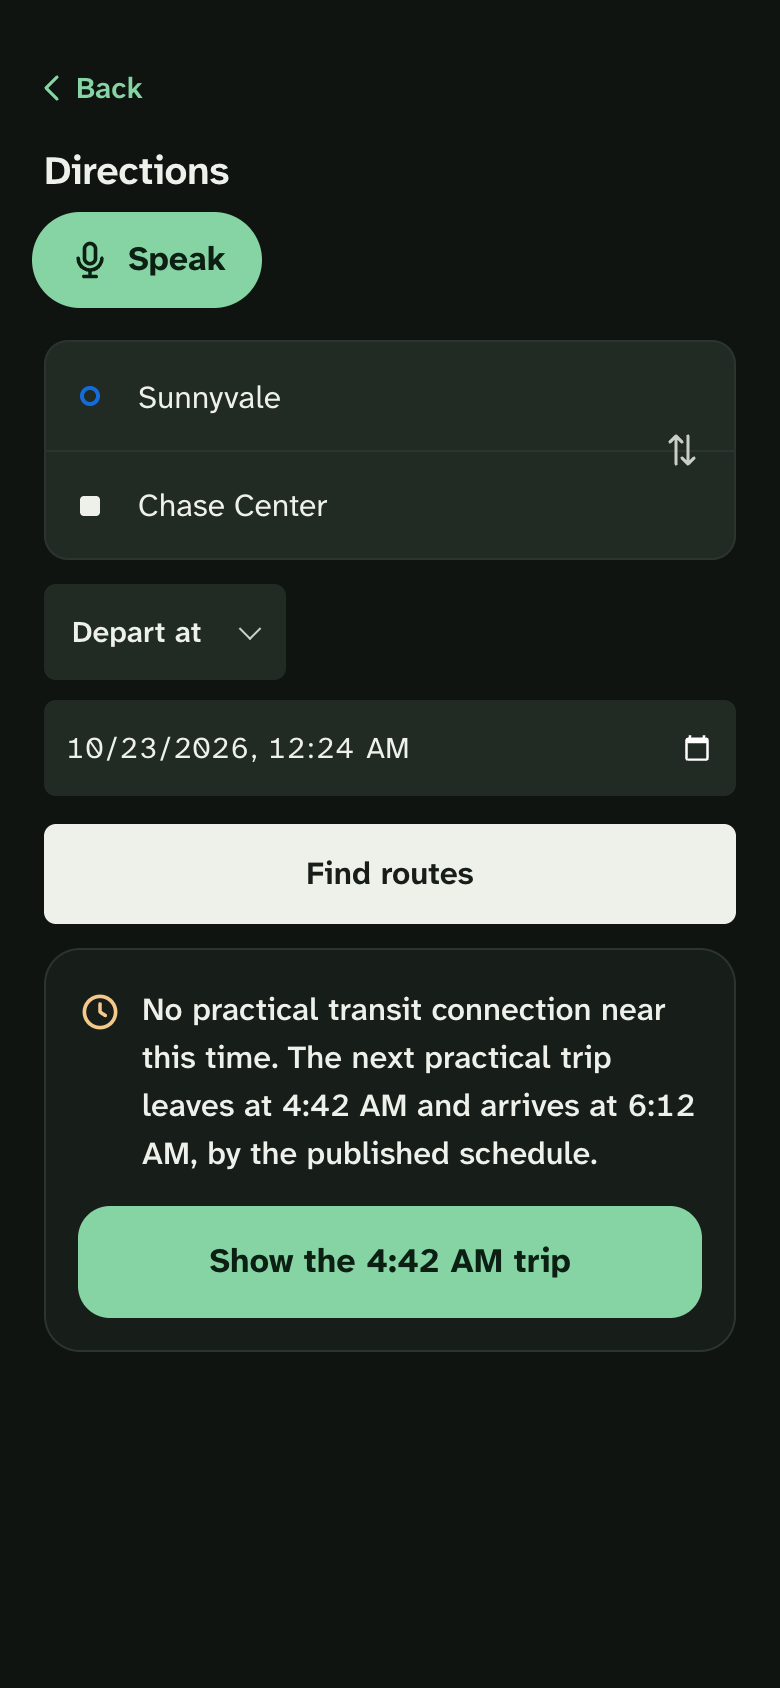 Back
Directions
Speak
Sunnyvale
Chase Center
Depart at
10/23/2026, 12:24 AM
Find routes
No practical transit connection near
this time. The next practical trip
leaves at 4:42 AM and arrives at 6:12
AM, by the published schedule.
Show the 4:42 AM trip